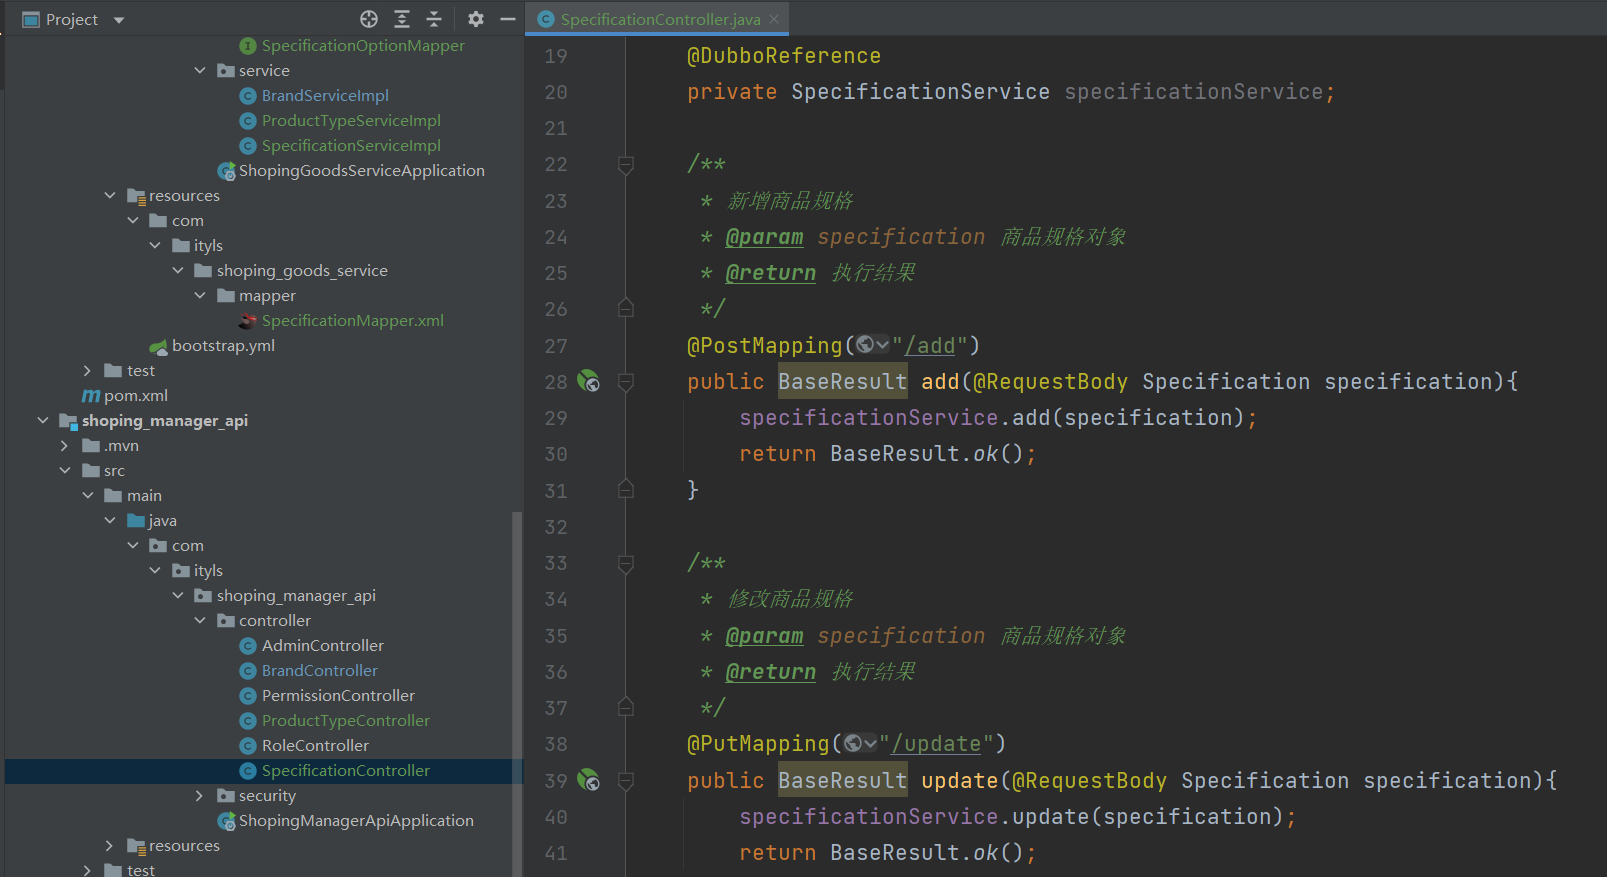 Project
SpecificationOptionMapper
service
BrandServiceImpl
ProductTypeServiceImpl
SpecificationServiceImpl
ShopingGoodsServiceApplication
resources
com
ityls
shoping_goods_service
mapper
SpecificationMapper.xml
bootstrap.yml
test
pom.xml
shoping_manager_api
.mvn
src
main
java
com
ityls
shoping_manager_api
controller
AdminController
BrandController
PermissionController
ProductTypeController
RoleController
SpecificationController
security
ShopingManagerApiApplication
resources
test
SpecificationController.java
19 @DubboReference
20 private SpecificationService specificationService;
21
22 /**
23 * 新增商品规格
24 * @param specification 商品规格对象
25 * @return 执行结果
26 */
27 @PostMapping("/add")
28 public BaseResult add(@RequestBody Specification specification){
29 specificationService.add(specification);
30 return BaseResult.ok();
31 }
32
33 /**
34 * 修改商品规格
35 * @param specification 商品规格对象
36 * @return 执行结果
37 */
38 @PutMapping("/update")
39 public BaseResult update(@RequestBody Specification specification){
40 specificationService.update(specification);
41 return BaseResult.ok();